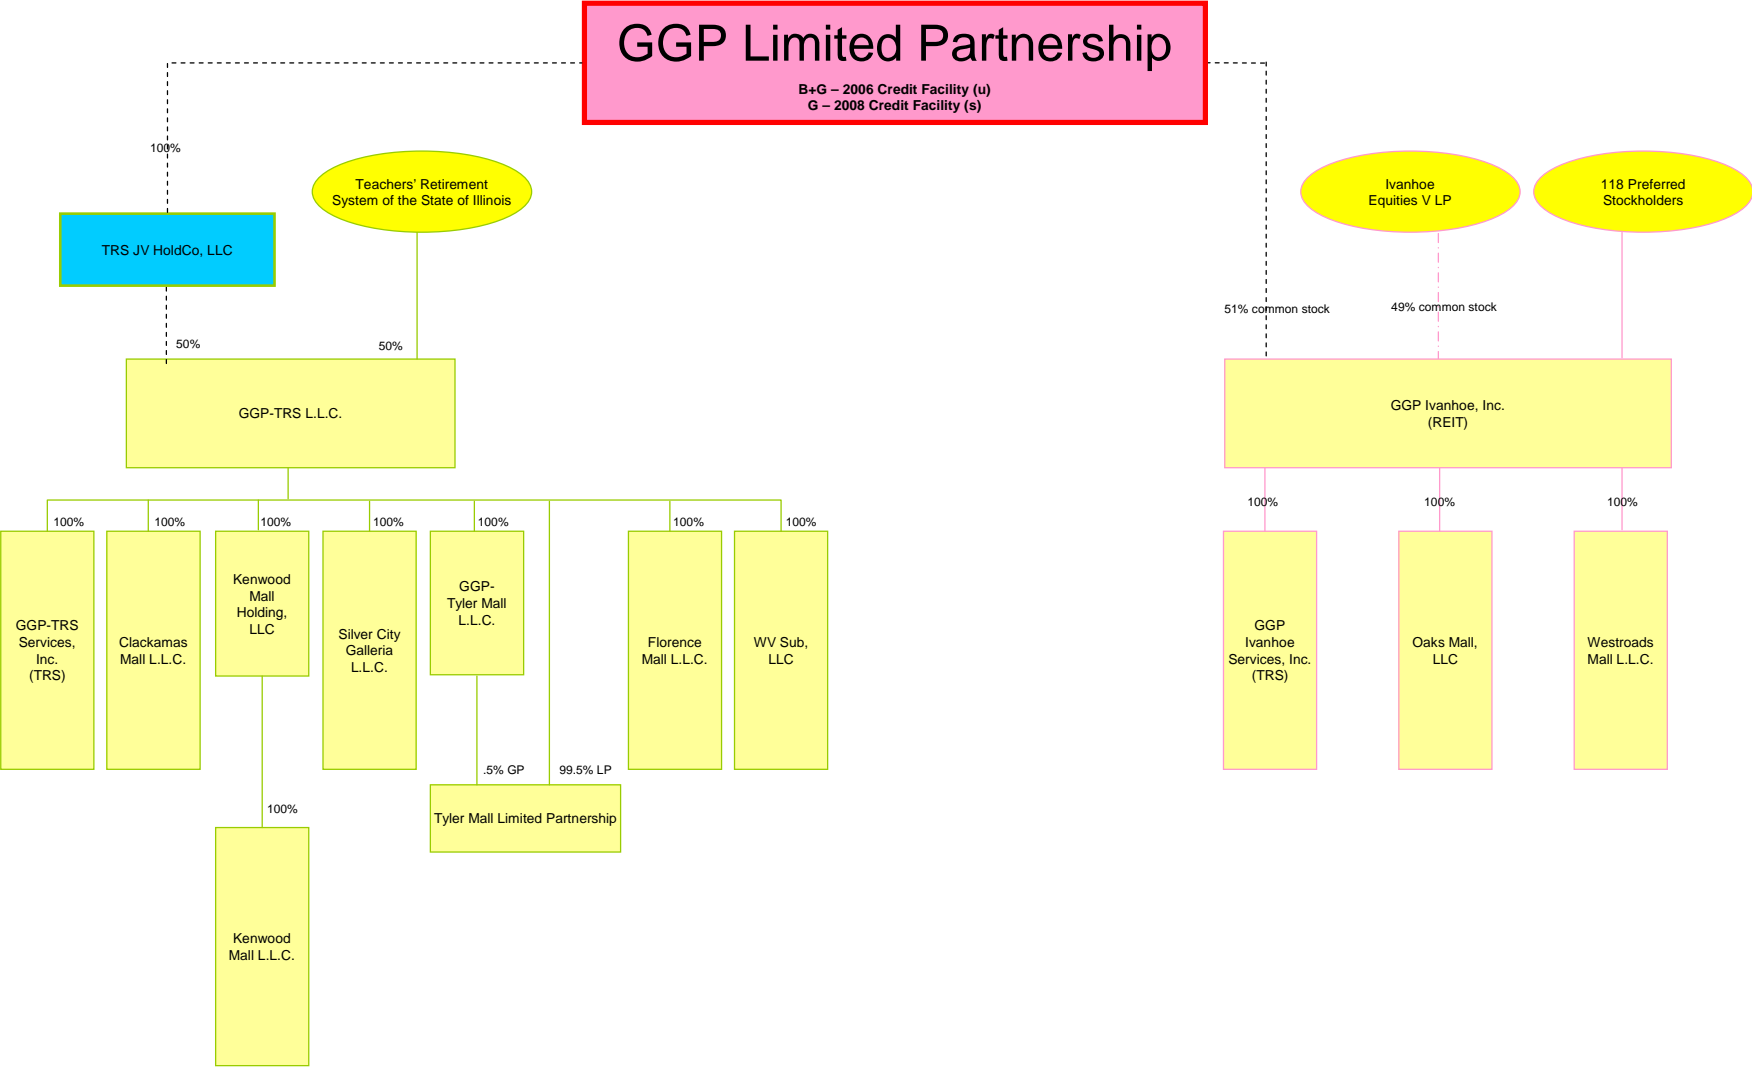 GGP Limited Partnership
B+G – 2006 Credit Facility (u)
G – 2008 Credit Facility (s)
100%
Teachers’ Retirement
System of the State of Illinois
Ivanhoe
Equities V LP
118 Preferred
Stockholders
TRS JV HoldCo, LLC
51% common stock
49% common stock
50%
50%
GGP-TRS L.L.C.
GGP Ivanhoe, Inc.
(REIT)
100%
100%
100%
100%
100%
100%
100%
100%
100%
100%
GGP-TRS
Services,
Inc.
(TRS)
Clackamas
Mall L.L.C.
Kenwood
Mall
Holding,
LLC
Silver City
Galleria
L.L.C.
GGP-
Tyler Mall
L.L.C.
Florence
Mall L.L.C.
WV Sub,
LLC
GGP
Ivanhoe
Services, Inc.
(TRS)
Oaks Mall,
LLC
Westroads
Mall L.L.C.
.5% GP
99.5% LP
100%
Tyler Mall Limited Partnership
Kenwood
Mall L.L.C.